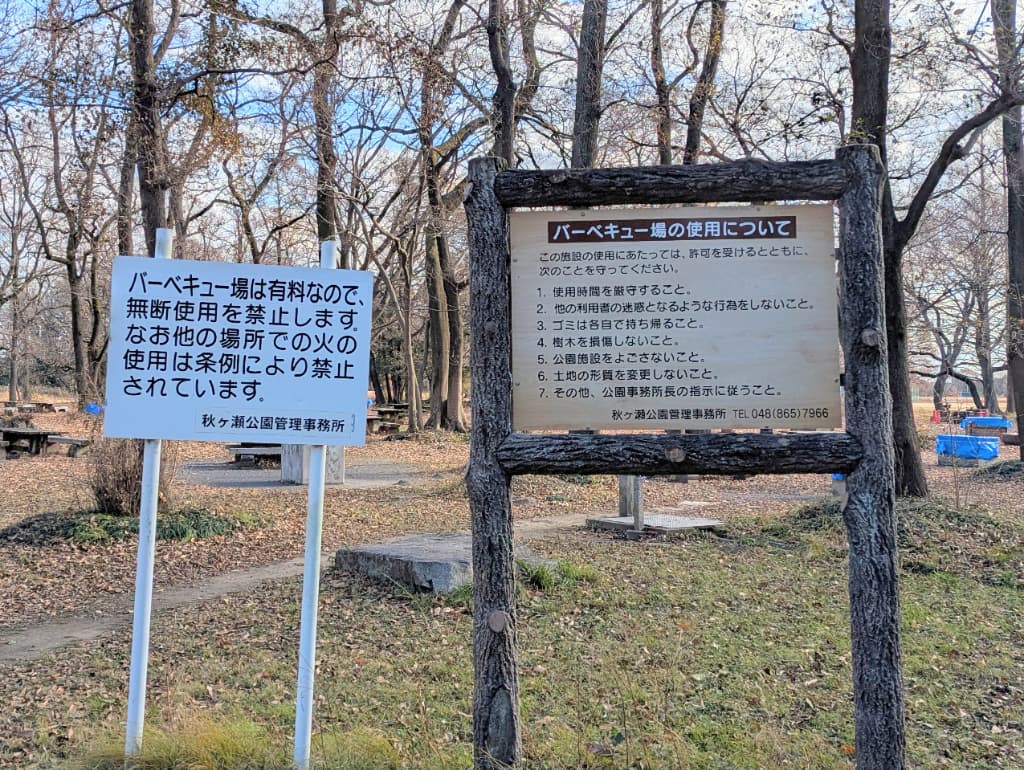 バーベキュー場は有料なので、
無断使用を禁止します。
なお他の場所での火の
使用は条例により禁止
されています。
秋ヶ瀬公園管理事務所
バーベキュー場の使用について
この施設の使用にあたっては、許可を受けるとともに、
次のことを守ってください。
1. 使用時間を厳守すること。
2. 他の利用者の迷惑となるような行為をしないこと。
3. ゴミは各自で持ち帰ること。
4. 樹木を損傷しないこと。
5. 公園施設をよごさないこと。
6. 土地の形質を変更しないこと。
7. その他、公園事務所長の指示に従うこと。
秋ヶ瀬公園管理事務所 TEL 048(865)7966